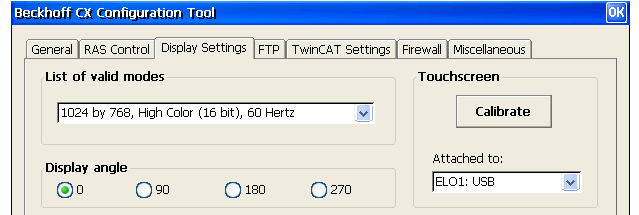 Beckhoff CX Configuration Tool OK
General RAS Control Display Settings FTP TwinCAT Settings Firewall Miscellaneous
List of valid modes
1024 by 768, High Color (16 bit), 60 Hertz
Display angle
0 90 180 270
Touchscreen
Calibrate
Attached to:
ELO1: USB